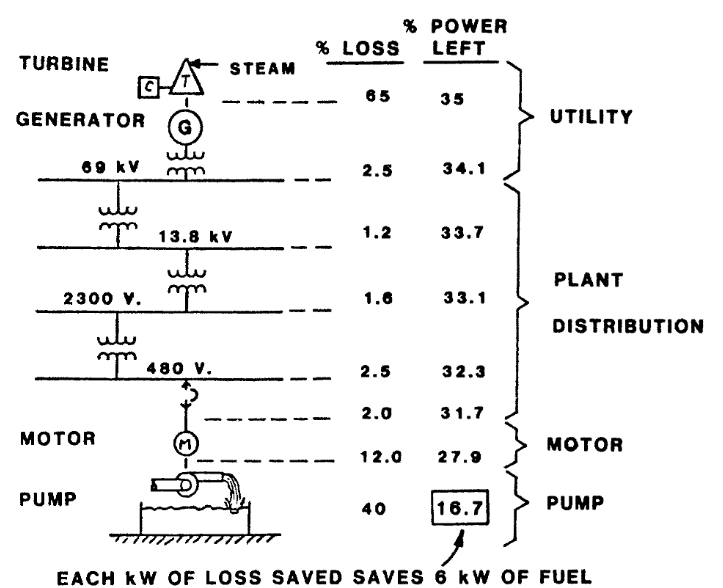 % LOSS % POWER LEFT
TURBINE
STEAM
C
T
65 35
GENERATOR
G
UTILITY
69 kV
2.5 34.1
1.2 33.7
13.8 kV
PLANT
DISTRIBUTION
2300 V.
1.6 33.1
480 V.
2.5 32.3
2.0 31.7
MOTOR
M
12.0 27.9
MOTOR
PUMP
40 16.7
PUMP
EACH kW OF LOSS SAVED SAVES 6 kW OF FUEL